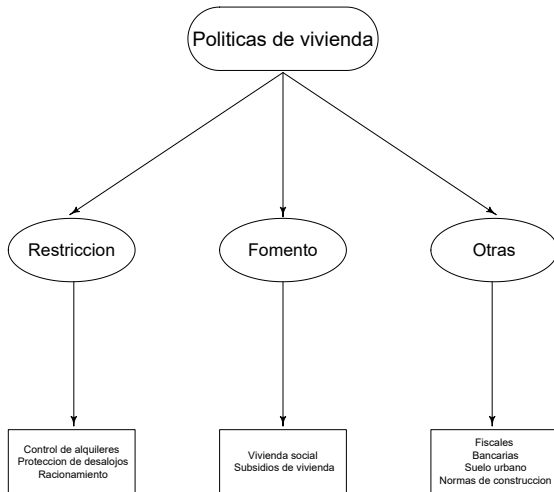 Politicas de vivienda
Restriccion
Fomento
Otras
Control de alquileres
Proteccion de desalojos
Racionamiento
Vivienda social
Subsidios de vivienda
Fiscales
Bancarias
Suelo urbano
Normas de construccion